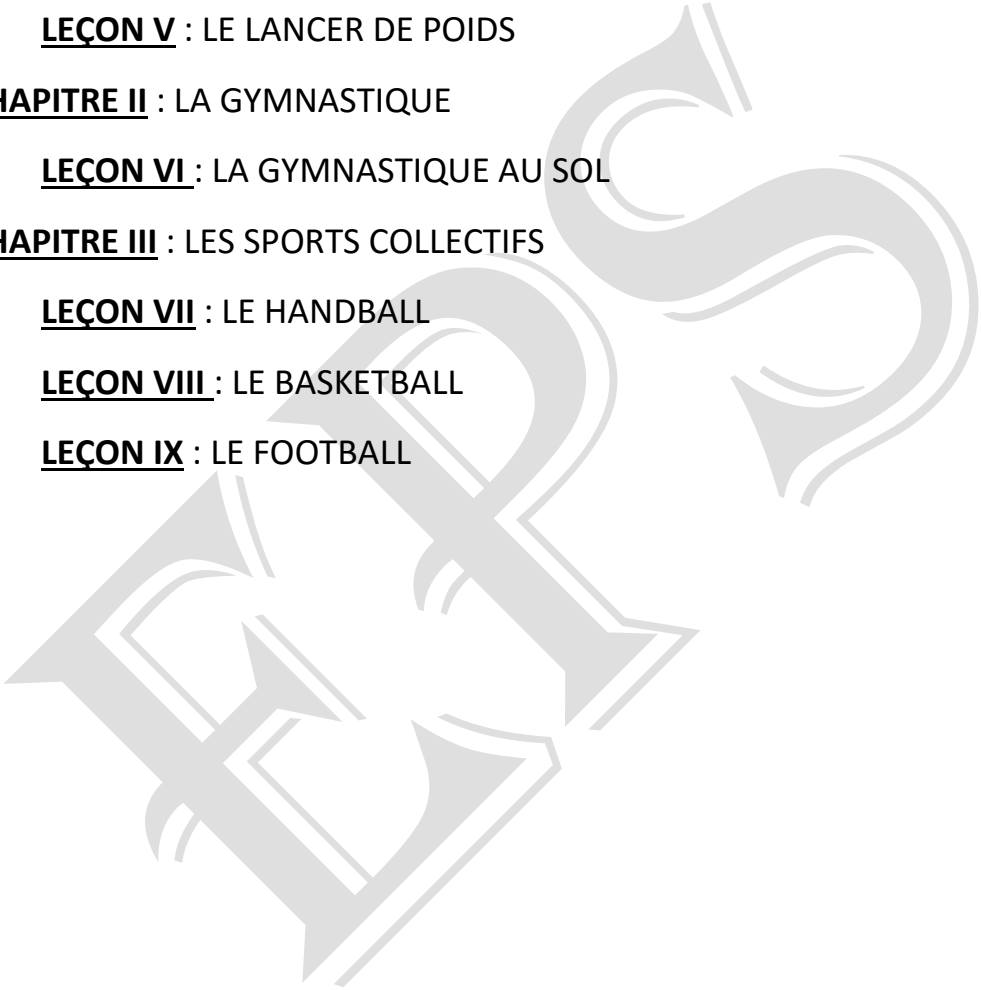 LEÇON V : LE LANCER DE POIDS
HAPITRE II : LA GYMNASTIQUE
LEÇON VI : LA GYMNASTIQUE AU SOL
HAPITRE III : LES SPORTS COLLECTIFS
LEÇON VII : LE HANDBALL
LEÇON VIII : LE BASKETBALL
LEÇON IX : LE FOOTBALL
EPS